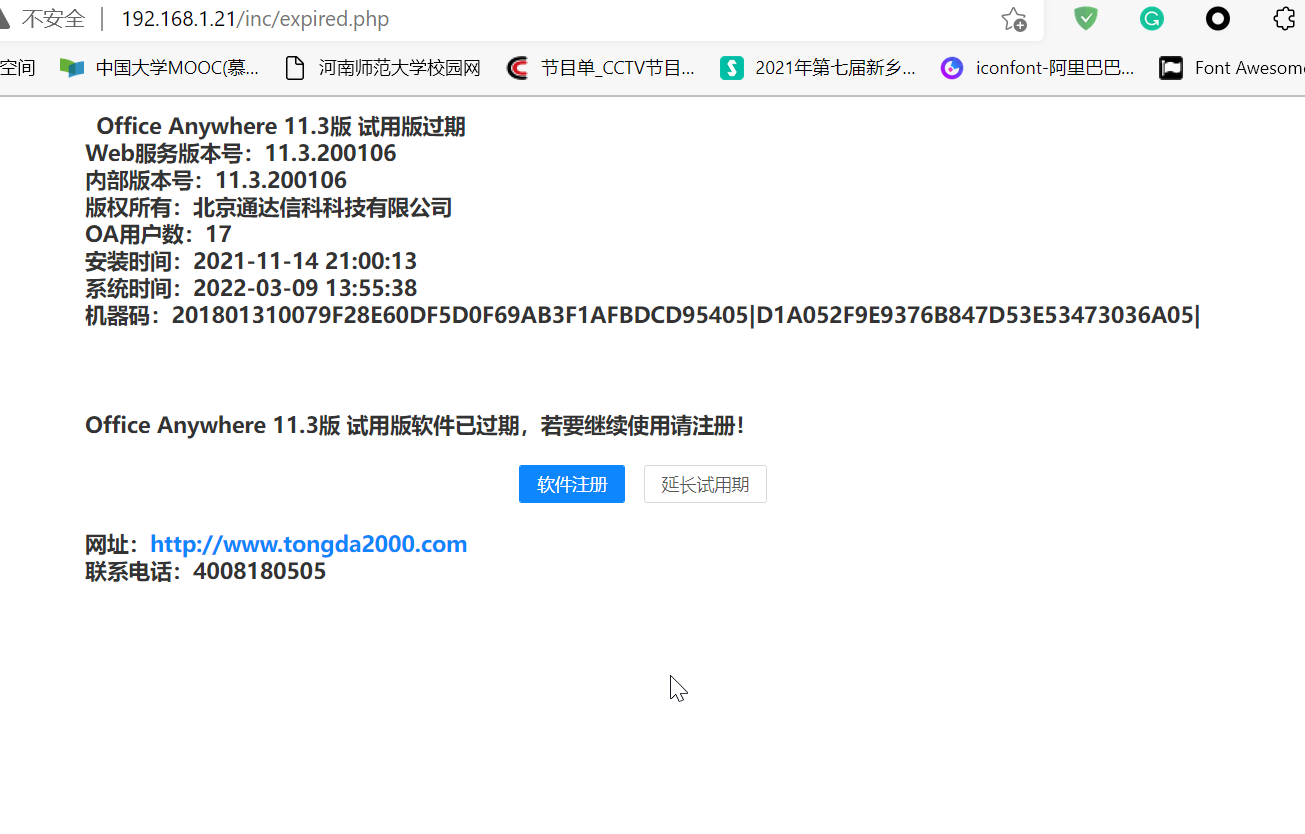 不安全 | 192.168.1.21/inc/expired.php
空间 中国大学MOOC(慕... 河南师范大学校园网 节目单_CCTV节目... 2021年第七届新乡... iconfont-阿里巴巴... Font Awesome
Office Anywhere 11.3版 试用版过期
Web服务版本号：11.3.200106
内部版本号：11.3.200106
版权所有：北京通达信科科技有限公司
OA用户数：17
安装时间：2021-11-14 21:00:13
系统时间：2022-03-09 13:55:38
机器码：201801310079F28E60DF5D0F69AB3F1AFBDCD95405|D1A052F9E9376B847D53E53473036A05|
Office Anywhere 11.3版 试用版软件已过期，若要继续使用请注册！
软件注册 延长试用期
网址：http://www.tongda2000.com
联系电话：4008180505